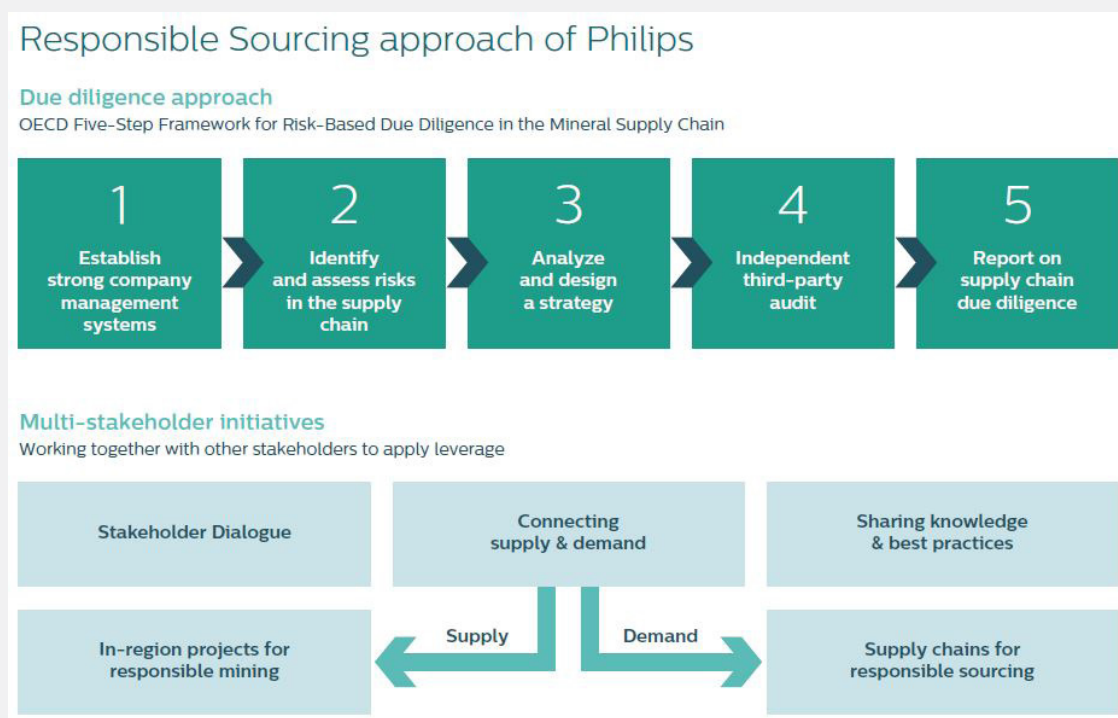 Responsible Sourcing approach of Philips
Due diligence approach
OECD Five-Step Framework for Risk-Based Due Diligence in the Mineral Supply Chain
1
Establish
strong company
management
systems
2
Identify
and assess risks
in the supply
chain
3
Analyze
and design
a strategy
4
Independent
third-party
audit
5
Report on
supply chain
due diligence
Multi-stakeholder initiatives
Working together with other stakeholders to apply leverage
Stakeholder Dialogue
Connecting
supply & demand
Sharing knowledge
& best practices
In-region projects for
responsible mining
Supply
Demand
Supply chains for
responsible sourcing